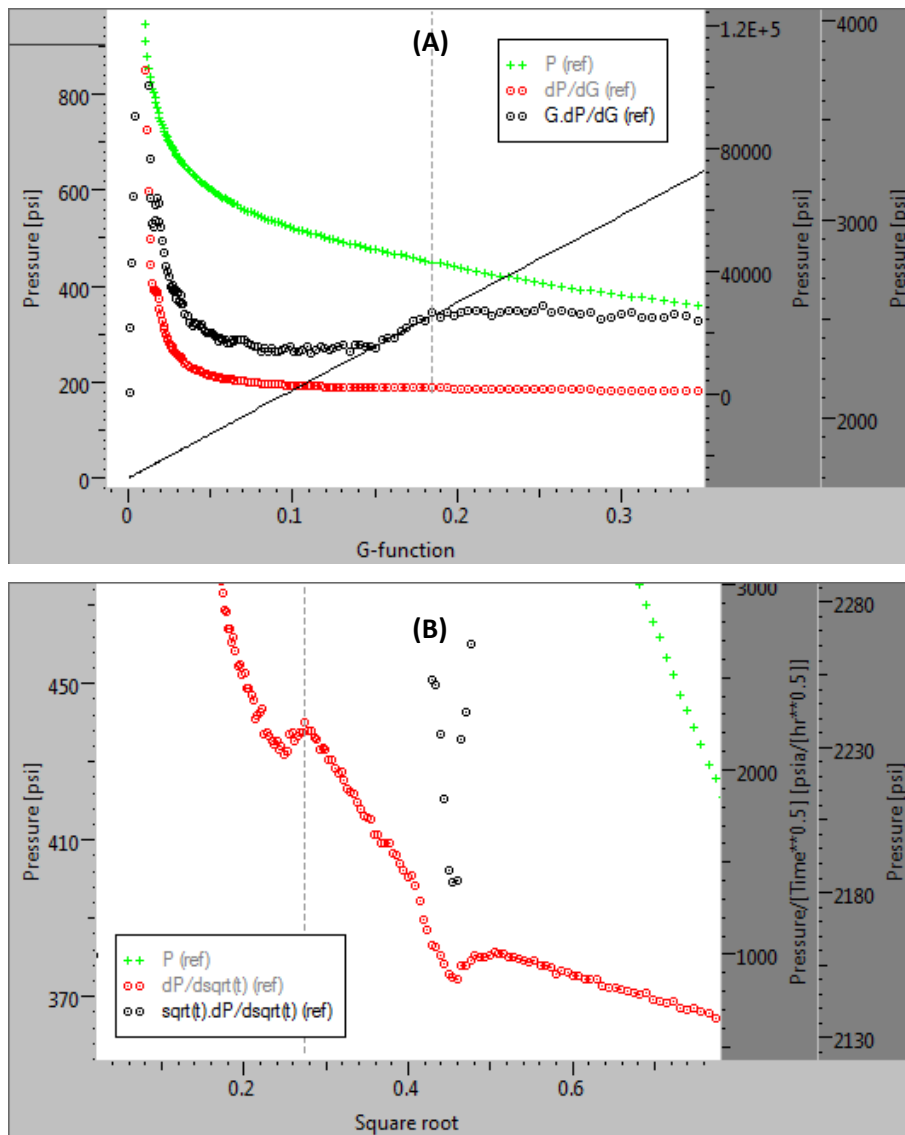 (A)
P (ref)
dP/dG (ref)
G.dP/dG (ref)
Pressure [psi]
800
600
400
200
0
0
0.1
0.2
0.3
G-function
1.2E+5
80000
40000
0
Pressure [psi]
4000
3000
2000
Pressure [psi]
(B)
P (ref)
dP/dsqrt(t) (ref)
sqrt(t).dP/dsqrt(t) (ref)
Pressure [psi]
450
410
370
0.2
0.4
0.6
Square root
3000
2000
1000
Pressure/[Time**0.5] [psia/[hr**0.5]]
2280
2230
2180
2130
Pressure [psi]